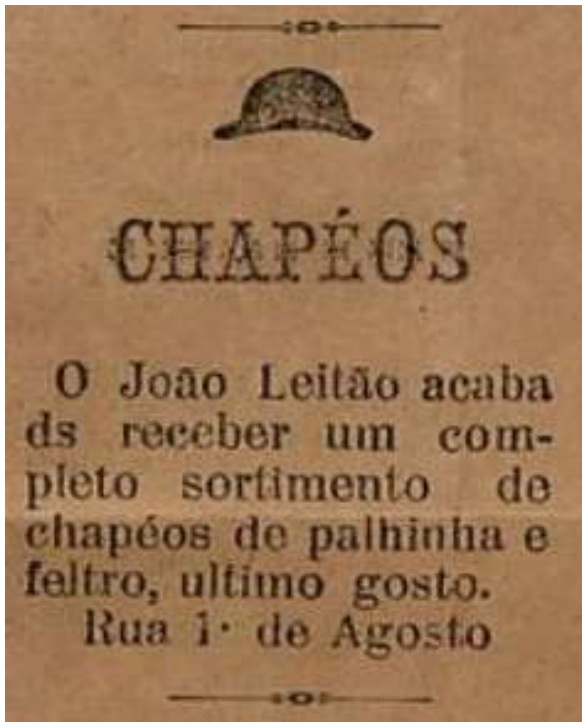 CHAPÉOS
O João Leitão acaba
ds receber um com-
pleto sortimento de
chapéos de palhinha e
feltro, ultimo gosto.
Rua 1· de Agosto